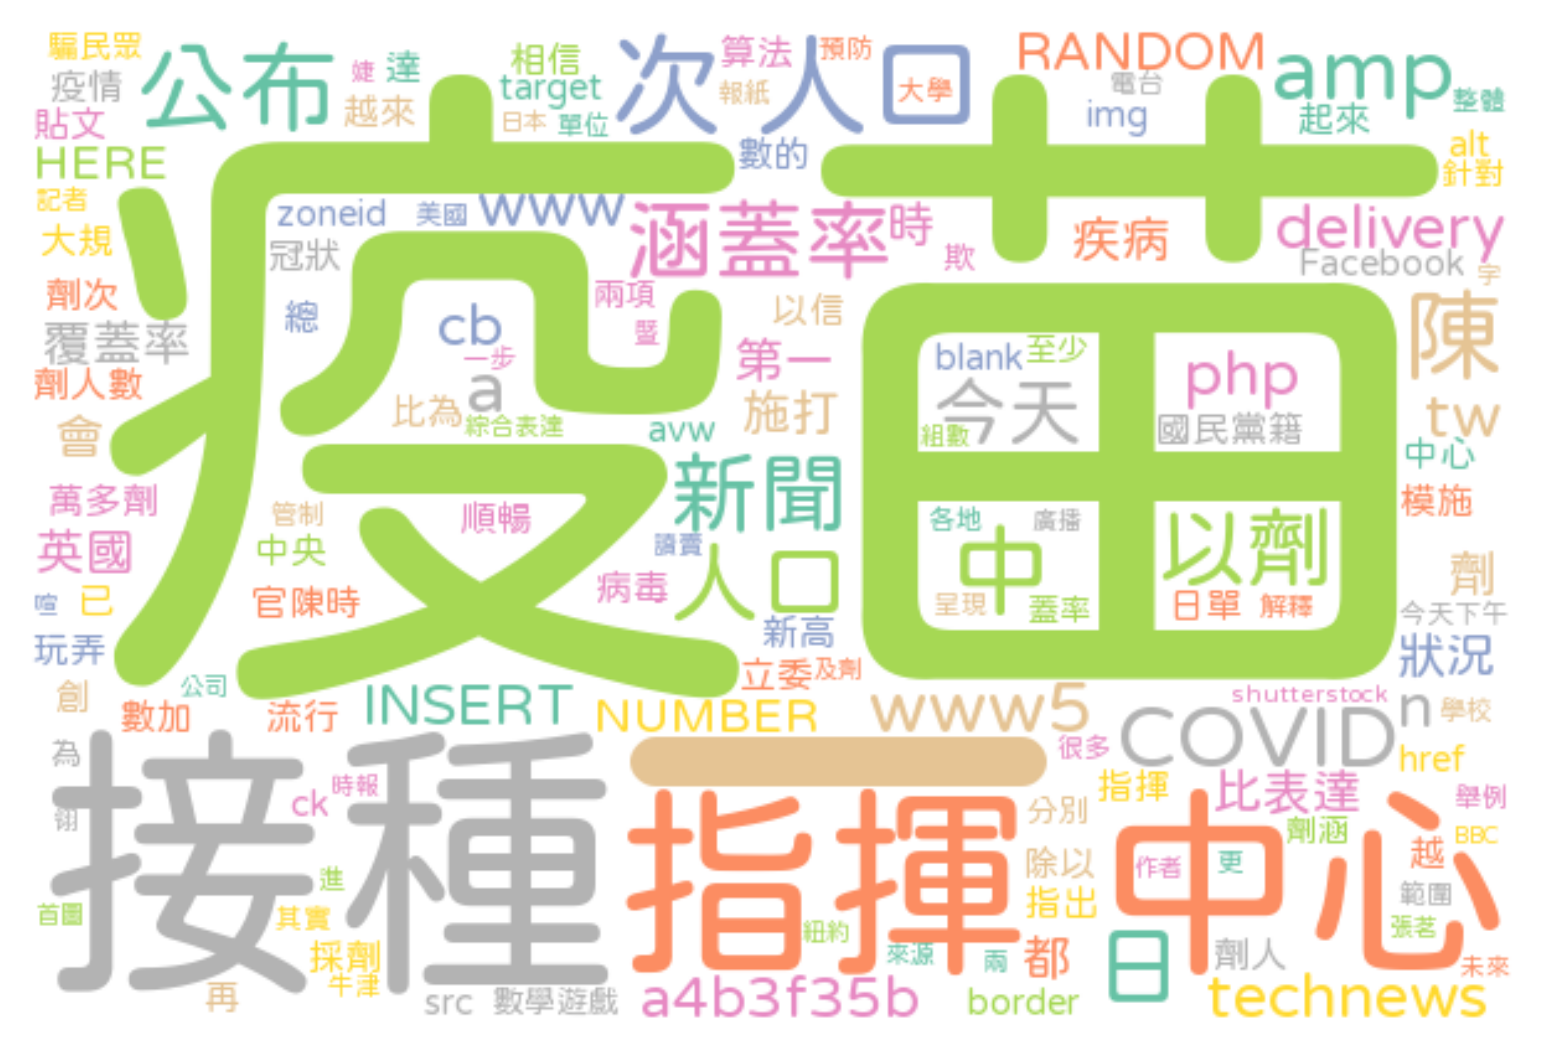 騙民眾
公布
婕
達
相信
次人口
算法
預防
RANDOM
amp
疫情
越來
target
報紙
大學
電台
整體
貼文
日本
單位
img
起來
HERE
數的
alt
針對
疫苗
記者
zoneid
美國
www
涵蓋率
時
疾病
delivery
大規
冠狀
欺
Facebook
字
劑次
總
兩項
以信
陳
覆蓋率
cb
暨
第一
blank
至少
php
劑人數
一步
a
比為
綜合表達
施打
今天
國民黨籍
tw
會
avw
組數
中心
萬多劑
管制
順暢
新聞
各地
廣播
以劑
模施
英國
中央
讀賣
人口
中
劑
喧
已
官陳時
病毒
呈現
蓋率
日單
解釋
今天下午
玩弄
新高
狀況
創
公司
立委
及劑
shutterstock
數加
流行
INSERT
NUMBER
www5
COVID
n
學校
為
接種
一
很多
href
時報
ck
指揮中心
指揮
比表達
舉例
分別
劑涵
BBC
進
除以
作者
更
越
範圍
首圖
其實
指出
張茗
採劑
紐約
來源
兩
都
日
劑人
未來
牛津
再
src
數學遊戲
a4b3f35b
border
technews